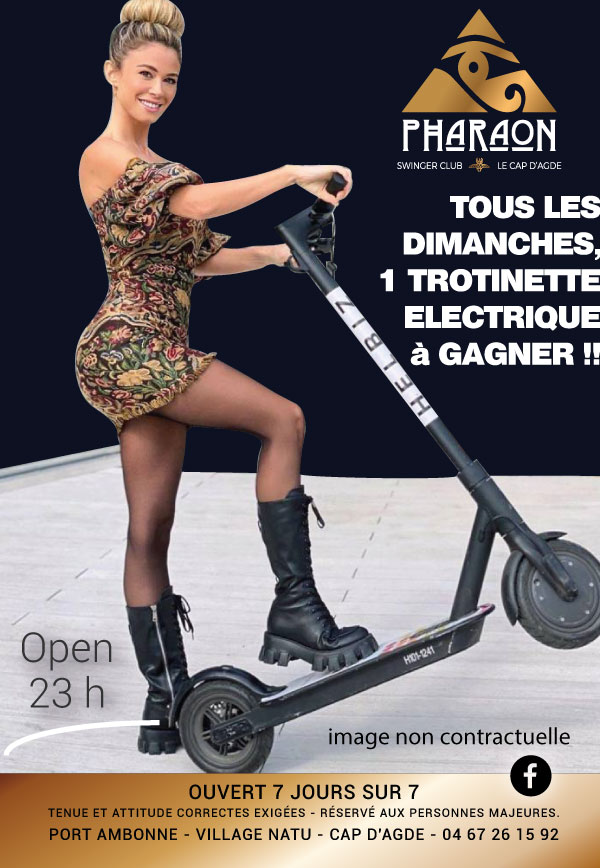 PHARAON
SWINGER CLUB LE CAP D'AGDE
TOUS LES
DIMANCHES,
1 TROTINETTE
ELECTRIQUE
à GAGNER !!
HELBIZ
H101-1241
Open
23 h
image non contractuelle
f
OUVERT 7 JOURS SUR 7
TENUE ET ATTITUDE CORRECTES EXIGÉES - RÉSERVÉ AUX PERSONNES MAJEURES.
PORT AMBONNE - VILLAGE NATU - CAP D'AGDE - 04 67 26 15 92